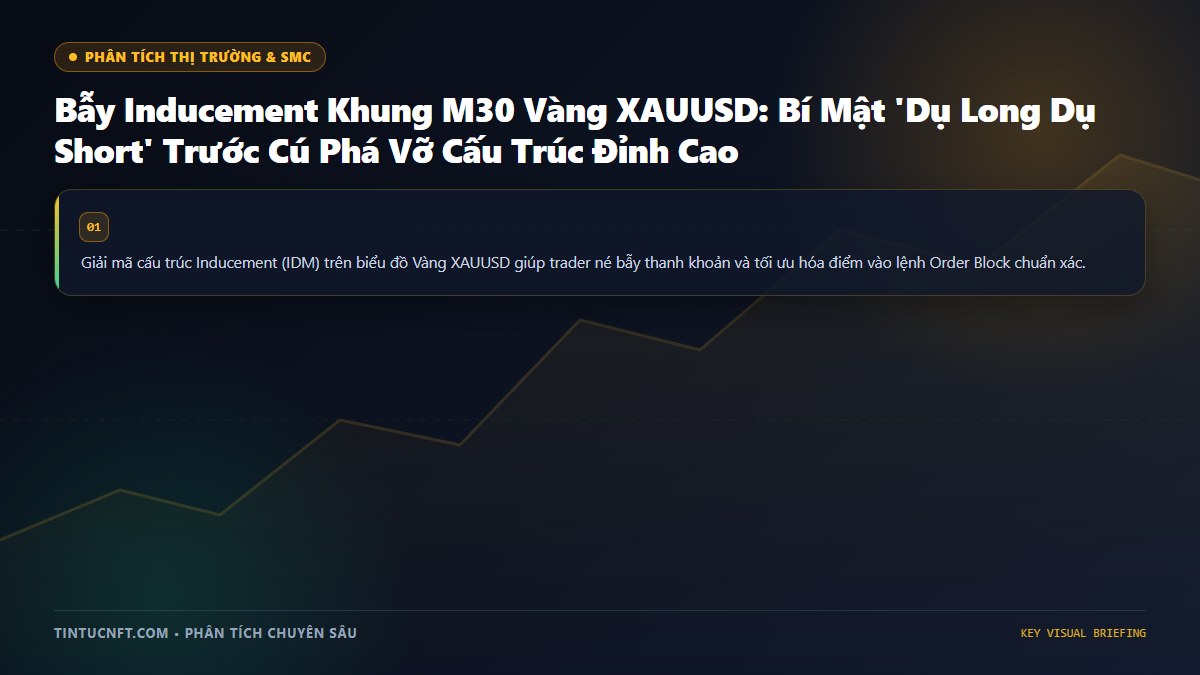 PHÂN TÍCH THỊ TRƯỜNG & SMC
Bẫy Inducement Khung M30 Vàng XAUUSD: Bí Mật 'Dụ Long Dụ
Short' Trước Cú Phá Vỡ Cấu Trúc Đỉnh Cao
01
Giải mã cấu trúc Inducement (IDM) trên biểu đồ Vàng XAUUSD giúp trader né bẫy thanh khoản và tối ưu hóa điểm vào lệnh Order Block chuẩn xác.
TINTUCNFT.COM • PHÂN TÍCH CHUYÊN SÂU
KEY VISUAL BRIEFING